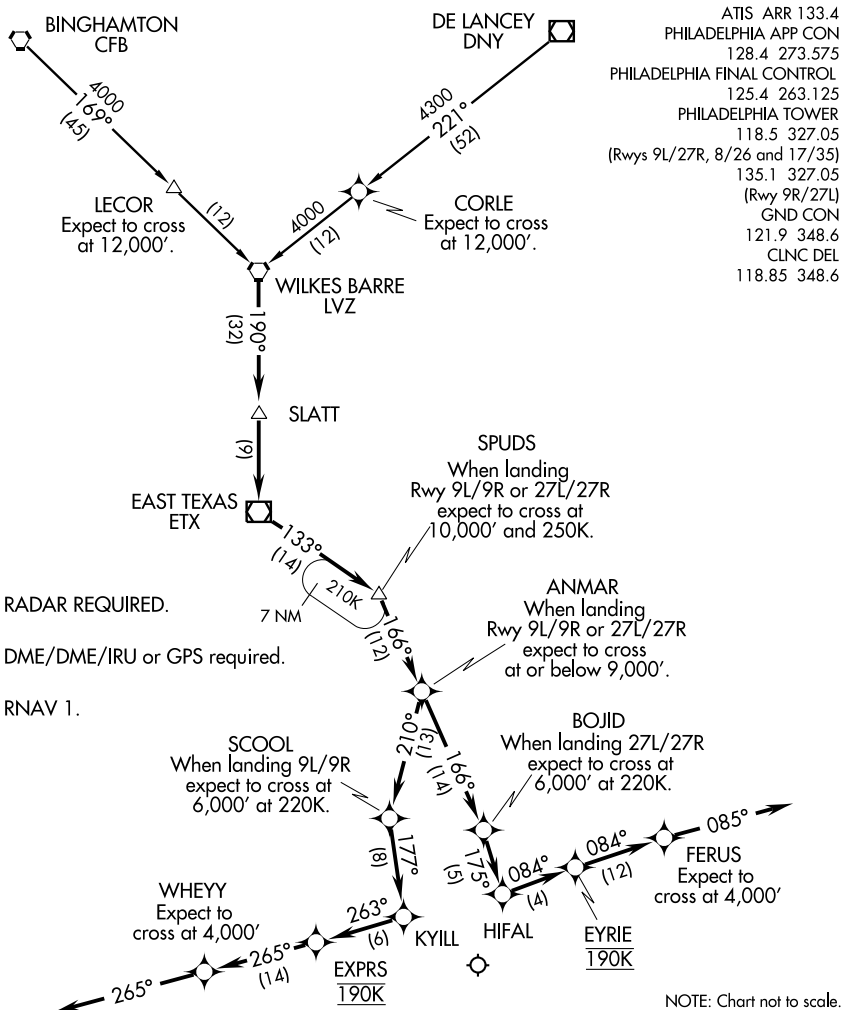 BINGHAMTON
CFB
DE LANCEY
DNY
ATIS ARR 133.4
PHILADELPHIA APP CON
128.4 273.575
PHILADELPHIA FINAL CONTROL
125.4 263.125
PHILADELPHIA TOWER
118.5 327.05
(Rwys 9L/27R, 8/26 and 17/35)
135.1 327.05
(Rwy 9R/27L)
GND CON
121.9 348.6
CLNC DEL
118.85 348.6
4000
169°
(45)
4300
221°
(52)
LECOR
Expect to cross
at 12,000'.
(12)
4000
(12)
CORLE
Expect to cross
at 12,000'.
WILKES BARRE
LVZ
190°
(32)
SLATT
(9)
EAST TEXAS
ETX
SPUDS
When landing
Rwy 9L/9R or 27L/27R
expect to cross at
10,000' and 250K.
133°
(14)
210K
7 NM
166°
(12)
RADAR REQUIRED.
DME/DME/IRU or GPS required.
RNAV 1.
ANMAR
When landing
Rwy 9L/9R or 27L/27R
expect to cross
at or below 9,000'.
210°
(13)
166°
(14)
SCOOL
When landing 9L/9R
expect to cross at
6,000' at 220K.
BOJID
When landing 27L/27R
expect to cross at
6,000' at 220K.
177°
(8)
175°
(5)
084°
(4)
084°
(12)
085°
FERUS
Expect to
cross at 4,000'
WHEYY
Expect to
cross at 4,000'
263°
(6)
KYILL
HIFAL
EYRIE
190K
265°
(14)
265°
EXPRS
190K
NOTE: Chart not to scale.